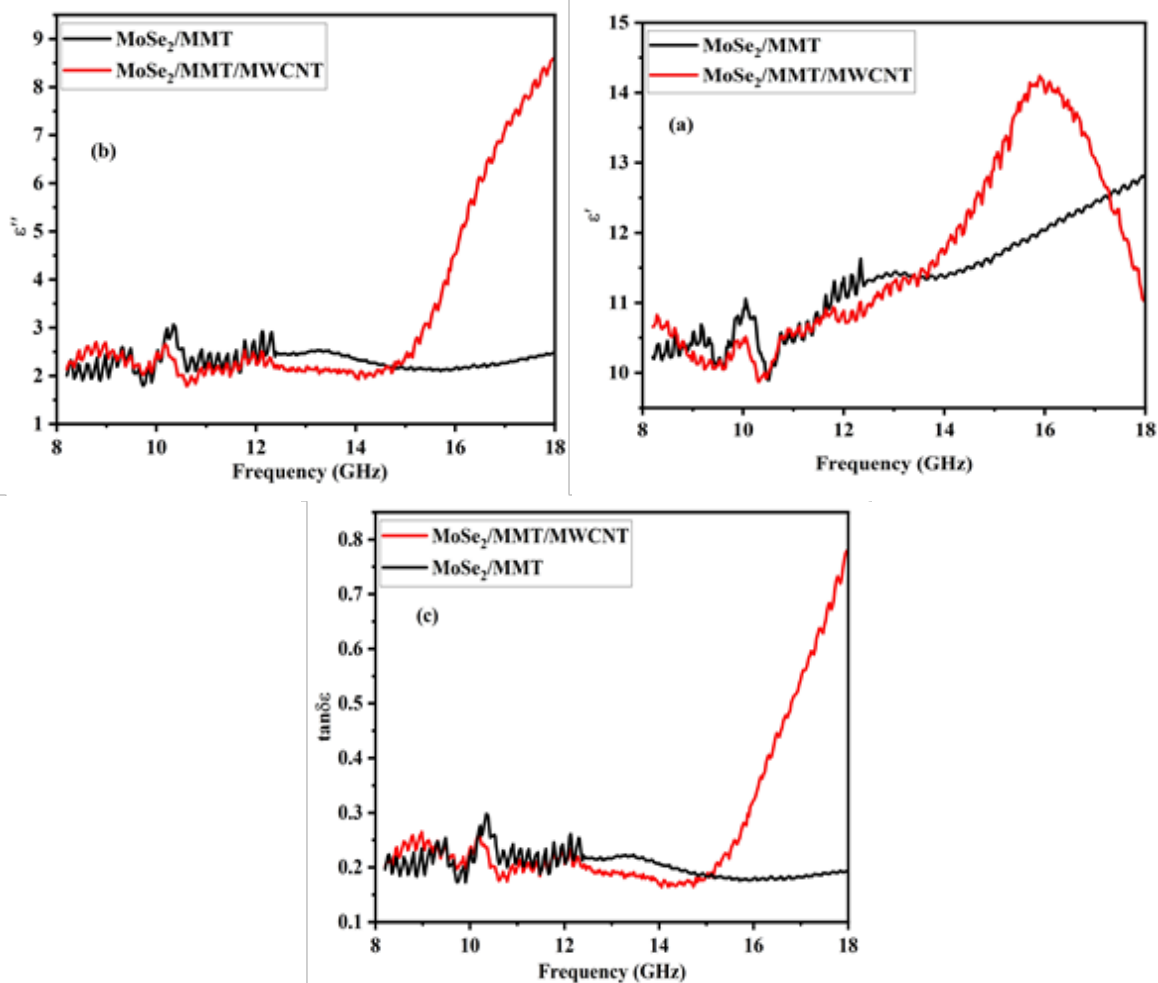 MoSe₂/MMT
MoSe₂/MMT/MWCNT
(b)
9
8
7
6
5
4
3
2
1
ε′′
8 10 12 14 16 18
Frequency (GHz)
MoSe₂/MMT
MoSe₂/MMT/MWCNT
(a)
15
14
13
12
11
10
ε′
8 10 12 14 16 18
Frequency (GHz)
MoSe₂/MMT/MWCNT
MoSe₂/MMT
(c)
0.8
0.7
0.6
0.5
0.4
0.3
0.2
0.1
tanδε
8 10 12 14 16 18
Frequency (GHz)